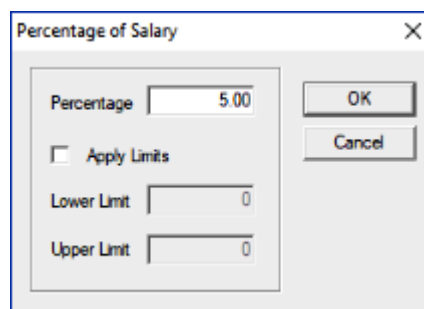 Percentage of Salary
Percentage 5.00
OK
Apply Limits
Cancel
Lower Limit 0
Upper Limit 0